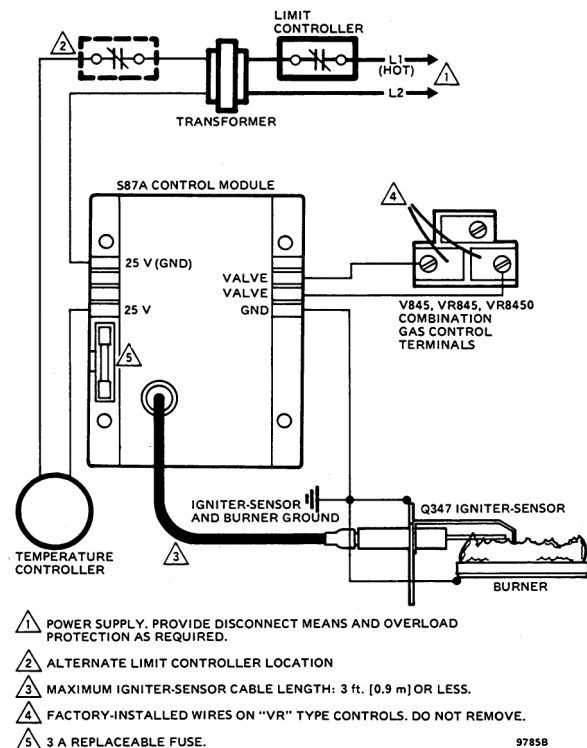 LIMIT
CONTROLLER
2
L1
(HOT)
1
L2
TRANSFORMER
S87A CONTROL MODULE
4
25 V (GND)
VALVE
VALVE
25 V
GND
V845, VR845, VR8450
COMBINATION
GAS CONTROL
TERMINALS
5
IGNITER-SENSOR
AND BURNER GROUND
Q347 IGNITER-SENSOR
3
TEMPERATURE
CONTROLLER
BURNER
1 POWER SUPPLY. PROVIDE DISCONNECT MEANS AND OVERLOAD
PROTECTION AS REQUIRED.
2 ALTERNATE LIMIT CONTROLLER LOCATION
3 MAXIMUM IGNITER-SENSOR CABLE LENGTH: 3 ft. [0.9 m] OR LESS.
4 FACTORY-INSTALLED WIRES ON "VR" TYPE CONTROLS. DO NOT REMOVE.
5 3 A REPLACEABLE FUSE.
9785B